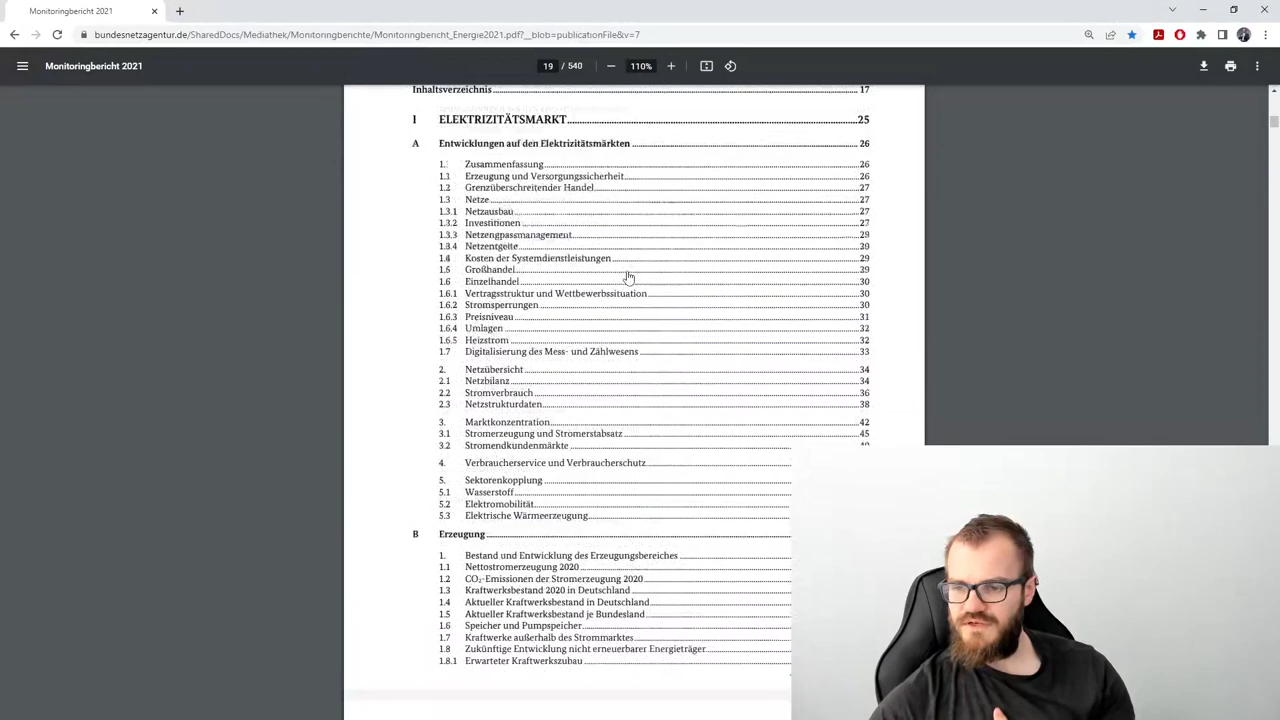 Monitoringbericht 2021
bundesnetzagentur.de/SharedDocs/Mediathek/Monitoringberichte/Monitoringbericht_Energie2021.pdf?__blob=publicationFile&v=7
Monitoringbericht 2021
19 / 540
110%
Inhaltsverzeichnis 17
I ELEKTRIZITÄTSMARKT 25
A Entwicklungen auf den Elektrizitätsmärkten 26
1. Zusammenfassung 26
1.1 Erzeugung und Versorgungssicherheit 26
1.2 Grenzüberschreitender Handel 27
1.3 Netze 27
1.3.1 Netzausbau 27
1.3.2 Investitionen 27
1.3.3 Netzengpassmanagement
1.3.4 Netzentgelte
1.4 Kosten der Systemdienstleistungen 29
1.5 Großhandel
1.6 Einzelhandel 30
1.6.1 Vertragsstruktur und Wettbewerbssituation 30
1.6.2 Stromsperrungen 30
1.6.3 Preisniveau 31
1.6.4 Umlagen 32
1.6.5 Heizstrom 32
1.7 Digitalisierung des Mess- und Zählwesens 33
2. Netzübersicht 34
2.1 Netzbilanz 34
2.2 Stromverbrauch 36
2.3 Netzstrukturdaten 38
3. Marktkonzentration 42
3.1 Stromerzeugung und Stromerstabsatz 45
3.2 Stromendkundenmärkte
4. Verbraucherservice und Verbraucherschutz
5. Sektorenkopplung
5.1 Wasserstoff
5.2 Elektromobilität
5.3 Elektrische Wärmeerzeugung
B Erzeugung
1. Bestand und Entwicklung des Erzeugungsbereiches
1.1 Nettostromerzeugung 2020
1.2 CO₂-Emissionen der Stromerzeugung 2020
1.3 Kraftwerksbestand 2020 in Deutschland
1.4 Aktueller Kraftwerksbestand in Deutschland
1.5 Aktueller Kraftwerksbestand je Bundesland
1.6 Speicher und Pumpspeicher
1.7 Kraftwerke außerhalb des Strommarktes
1.8 Zukünftige Entwicklung nicht erneuerbarer Energieträger
1.8.1 Erwarteter Kraftwerkszubau